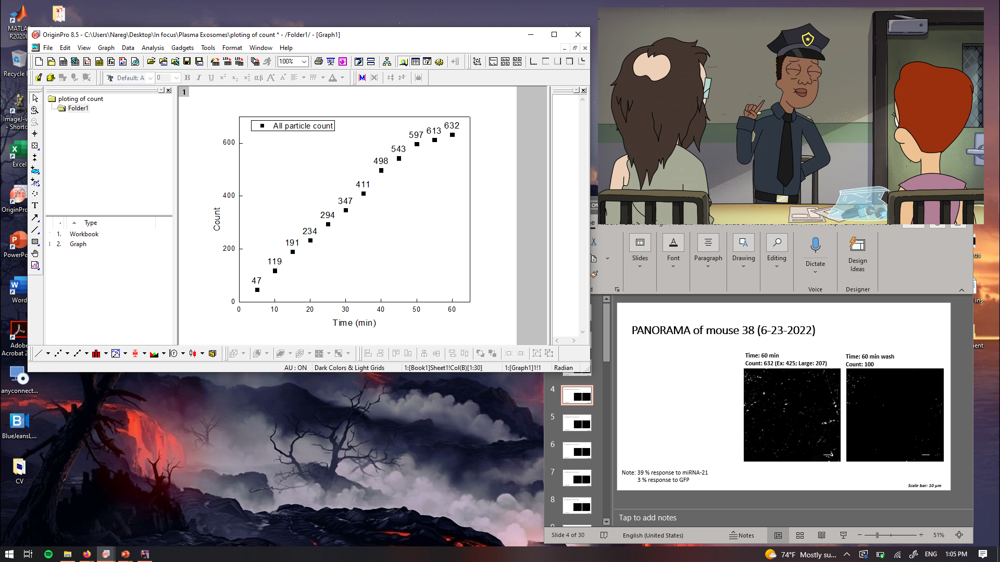 MATLAB
R2020b
Recycle
ImageJ-w
- Shortc
Excel
OriginPro
PowerPo
Word
Adobe
Acrobat
anyconnect...
BlueJeansL...
CV
OriginPro 8.5 - C:\Users\Nareg\Desktop\In focus\Plasma Exosomes\ploting of count * - /Folder1/ - [Graph1]
File Edit View Graph Data Analysis Gadgets Tools Format Window Help
100%
Default: A 0
ploting of count
Folder1
Type
1. Workbook
2. Graph
1
All particle count
47
119
191
234
294
347
411
498
543
597
613
632
600
400
200
0
Count
0 10 20 30 40 50 60
Time (min)
AU : ON Dark Colors & Light Grids 1:[Book1]Sheet1!Col(B)[1:30] 1:[Graph1]1!1 Radian
Slides Font Paragraph Drawing Editing Dictate Design
Ideas
Voice Designer
4
5
6
7
8
PANORAMA of mouse 38 (6-23-2022)
Time: 60 min
Count: 632 (Ex: 425; Large: 207)
Time: 60 min wash
Count: 100
Note: 39 % response to miRNA-21
3 % response to GFP
Scale bar: 10 µm
Tap to add notes
Slide 4 of 30 English (United States) Notes 51%
74°F Mostly su... ENG 1:05 PM